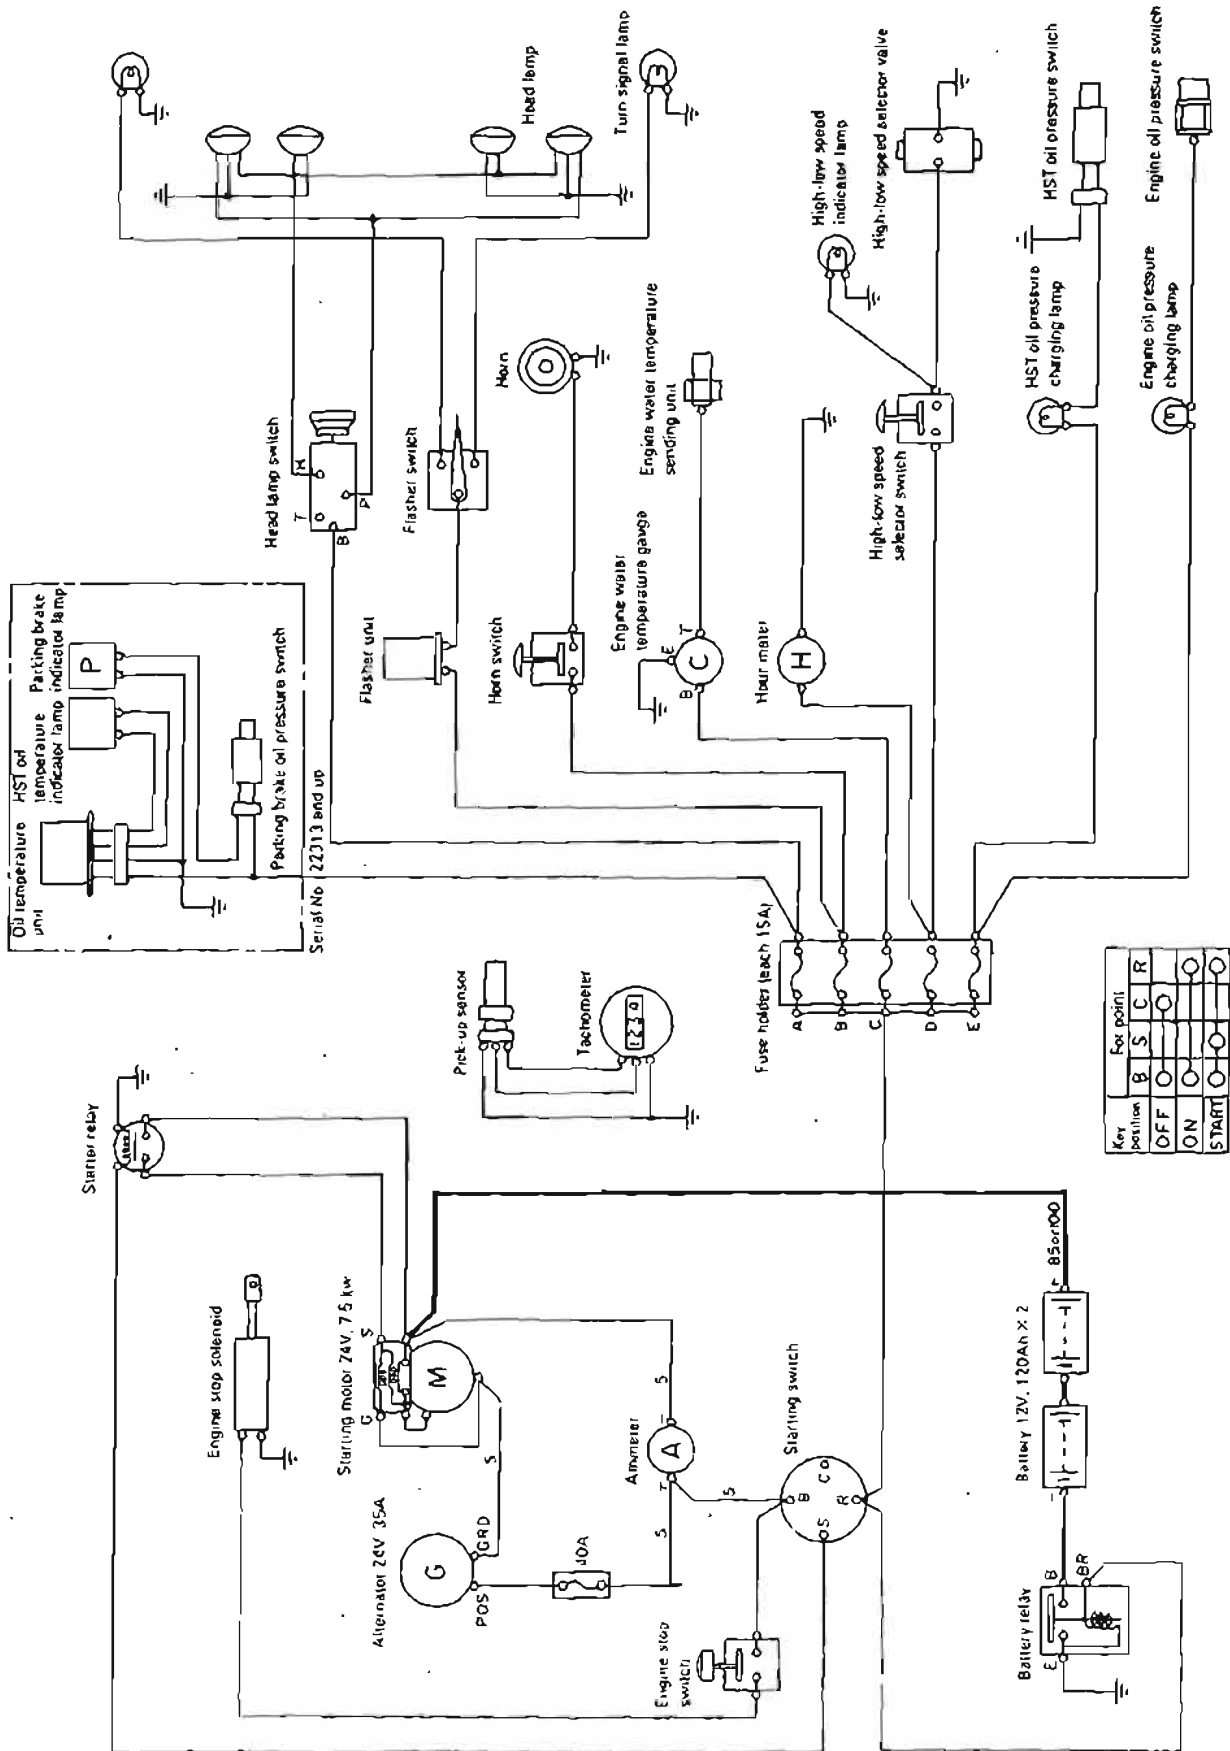 Starter relay
Engine stop solenoid
Starting motor 24V, 7.5 kw
S
G
M
Alternator 24V 35A
G
POS
GRD
S
40A
Ammeter
A
+
−
S
S
S
Starting switch
B
C
R
S
Engine stop
switch
Battery 12V, 120Ah × 2
+
−
850r100
Battery relay
B
BR
E
Pick-up sensor
Tachometer
1230
Fuse holder (each 15A)
A
B
C
D
E
Key
position
For point
B
S
C
R
OFF
ON
START
Oil temperature
unit
HST oil
temperature
indicator lamp
Parking brake
indicator lamp
P
Parking brake oil pressure switch
Serial No 22313 and up
Head lamp switch
H
T
B
P
Flasher unit
Flasher switch
Horn switch
Horn
Head lamp
Turn signal lamp
Engine water
temperature gauge
E
T
B
C
Engine water temperature
sending unit
Hour meter
H
High-low speed
selector switch
High-low speed
indicator lamp
High-low speed selector valve
HST oil pressure
charging lamp
HST oil pressure switch
Engine oil pressure
charging lamp
Engine oil pressure switch